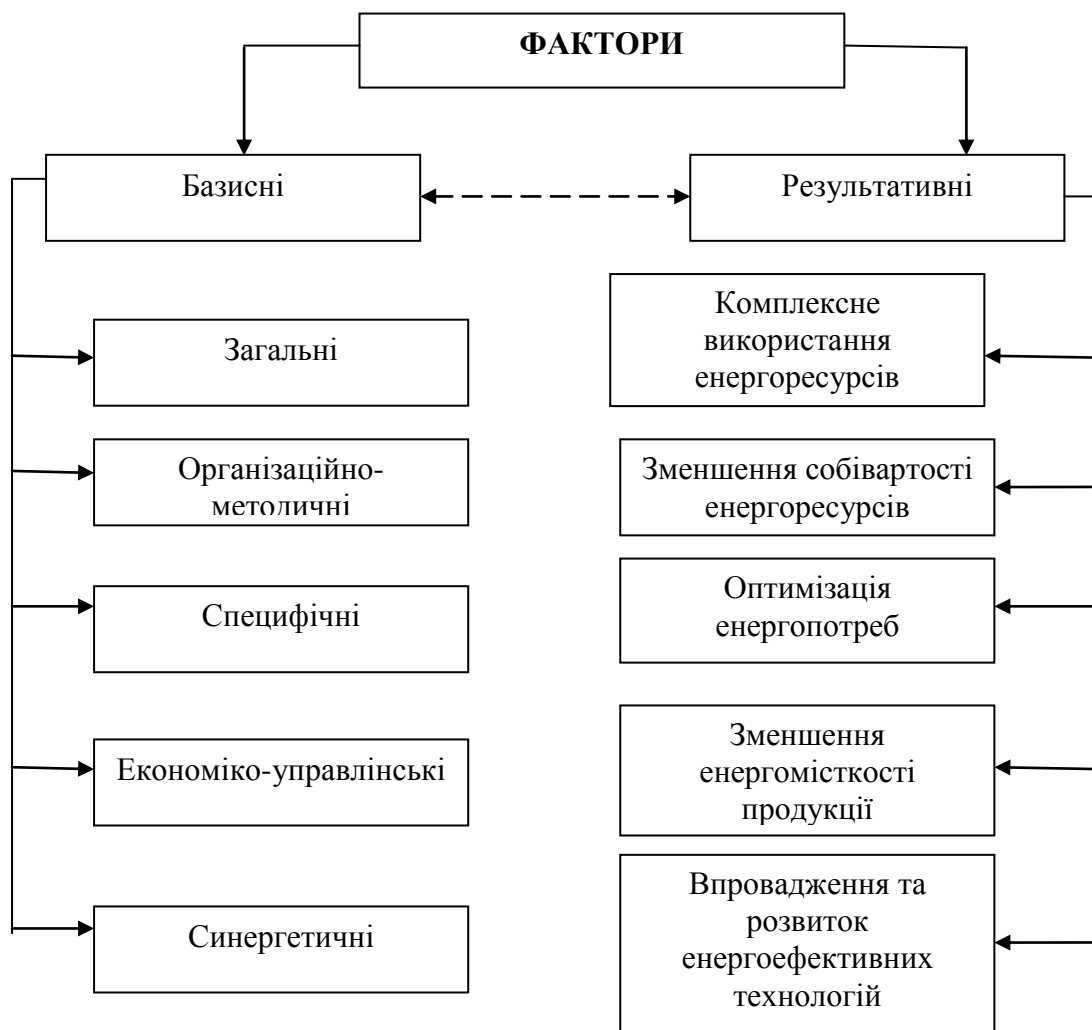 ФАКТОРИ
Базисні
Результативні
Загальні
Організаційно-
методичні
Специфічні
Економіко-управлінські
Синергетичні
Комплексне
використання
енергоресурсів
Зменшення собівартості
енергоресурсів
Оптимізація
енергопотреб
Зменшення
енергомісткості
продукції
Впровадження та
розвиток
енергоефективних
технологій